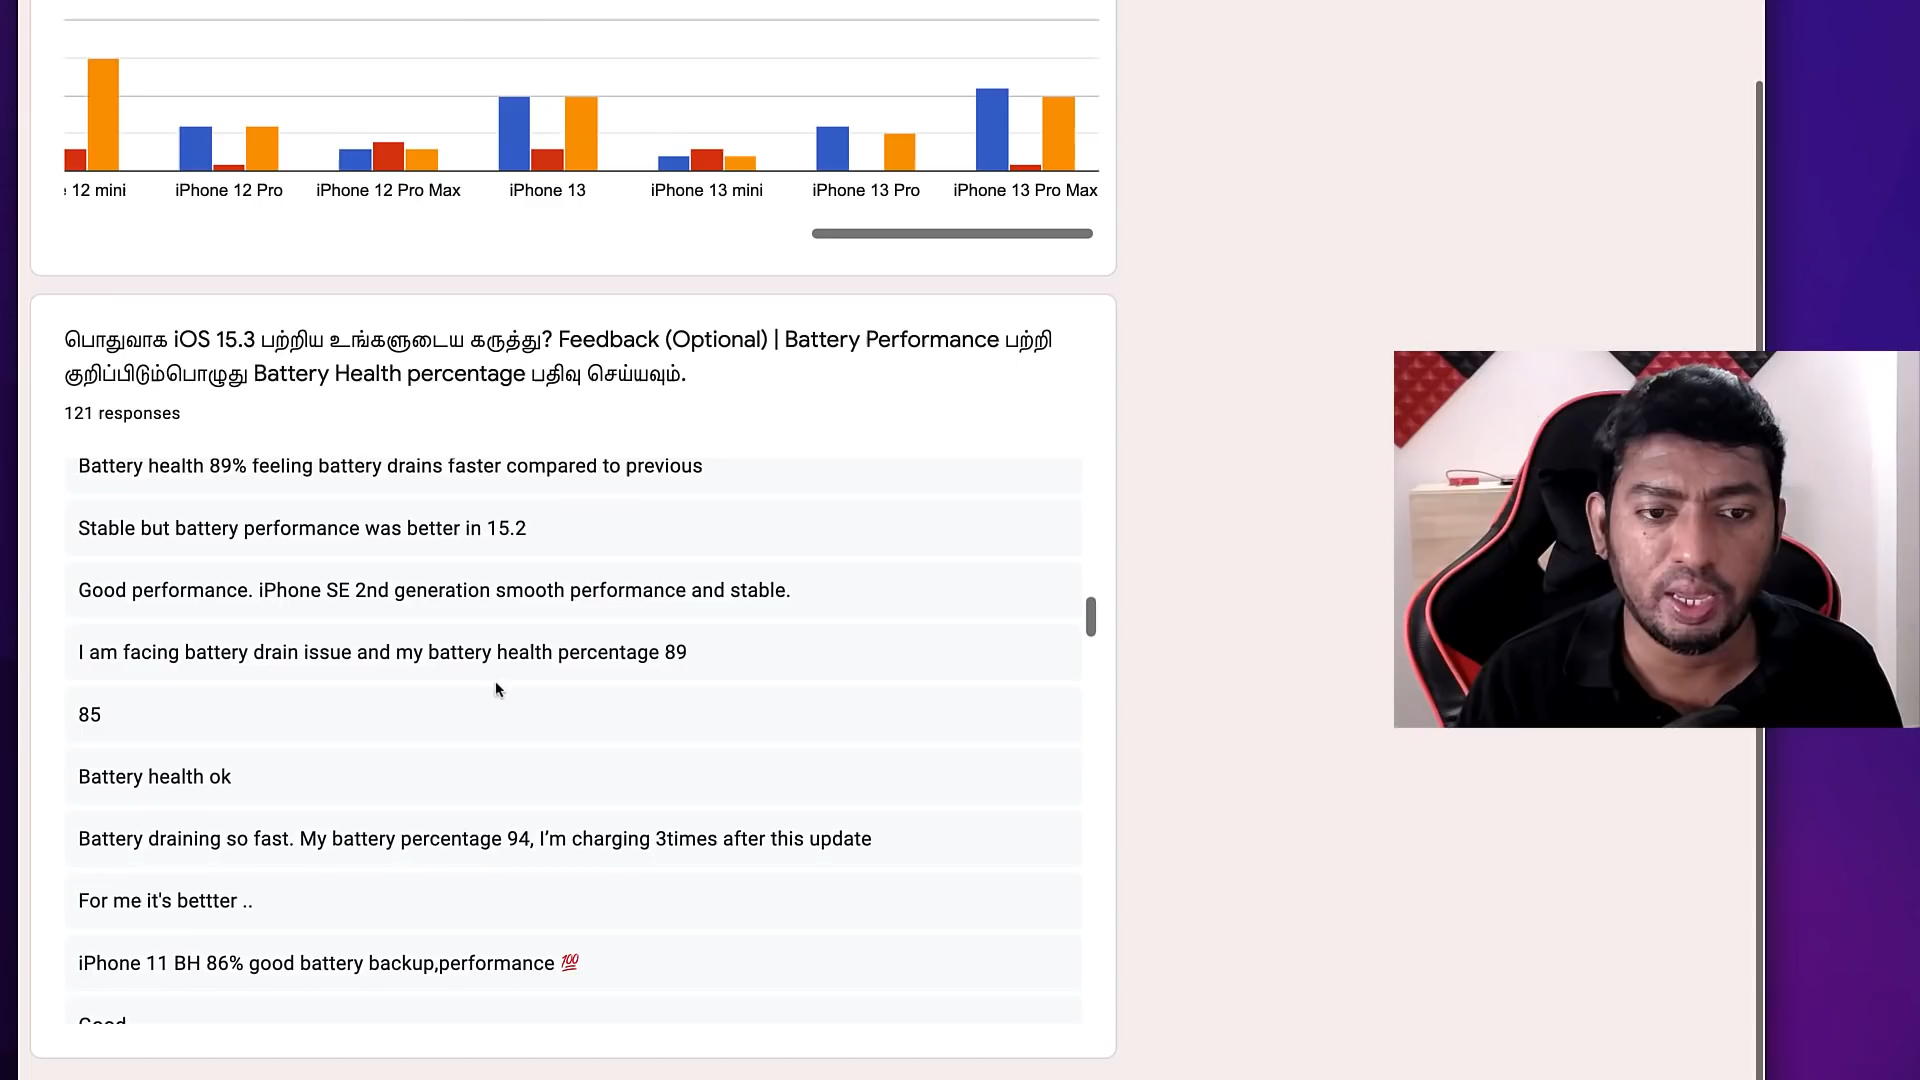 12 mini
iPhone 12 Pro
iPhone 12 Pro Max
iPhone 13
iPhone 13 mini
iPhone 13 Pro
iPhone 13 Pro Max
பொதுவாக iOS 15.3 பற்றிய உங்களுடைய கருத்து? Feedback (Optional) | Battery Performance பற்றி
குறிப்பிடும்பொழுது Battery Health percentage பதிவு செய்யவும்.
121 responses
Battery health 89% feeling battery drains faster compared to previous
Stable but battery performance was better in 15.2
Good performance. iPhone SE 2nd generation smooth performance and stable.
I am facing battery drain issue and my battery health percentage 89
85
Battery health ok
Battery draining so fast. My battery percentage 94, I’m charging 3times after this update
For me it's bettter ..
iPhone 11 BH 86% good battery backup,performance 💯
Good